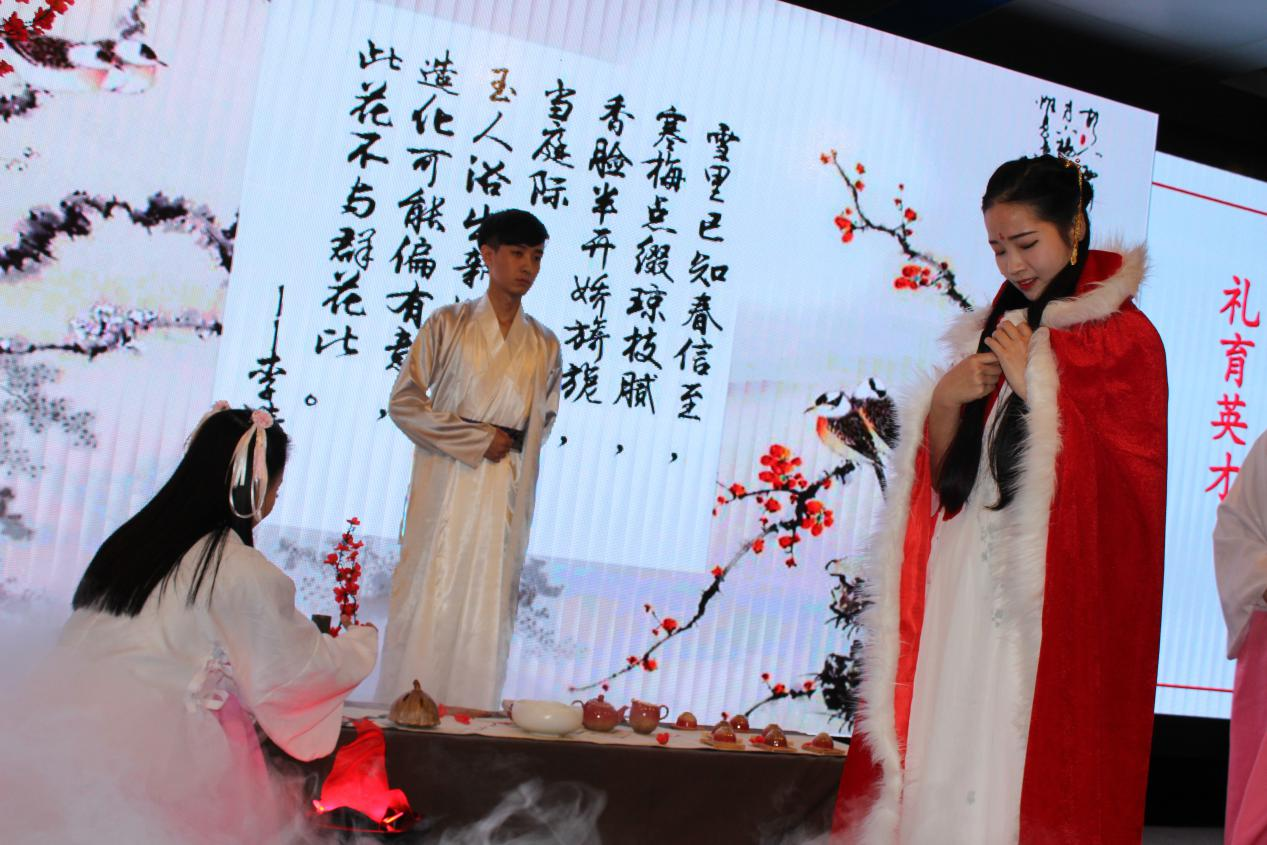 雪里已知春信至，
寒梅点缀琼枝腻，
香脸半开娇旖旎，
当庭际
玉人浴出新
造化可能偏有意，
此花不与群花比。
李
礼育英才